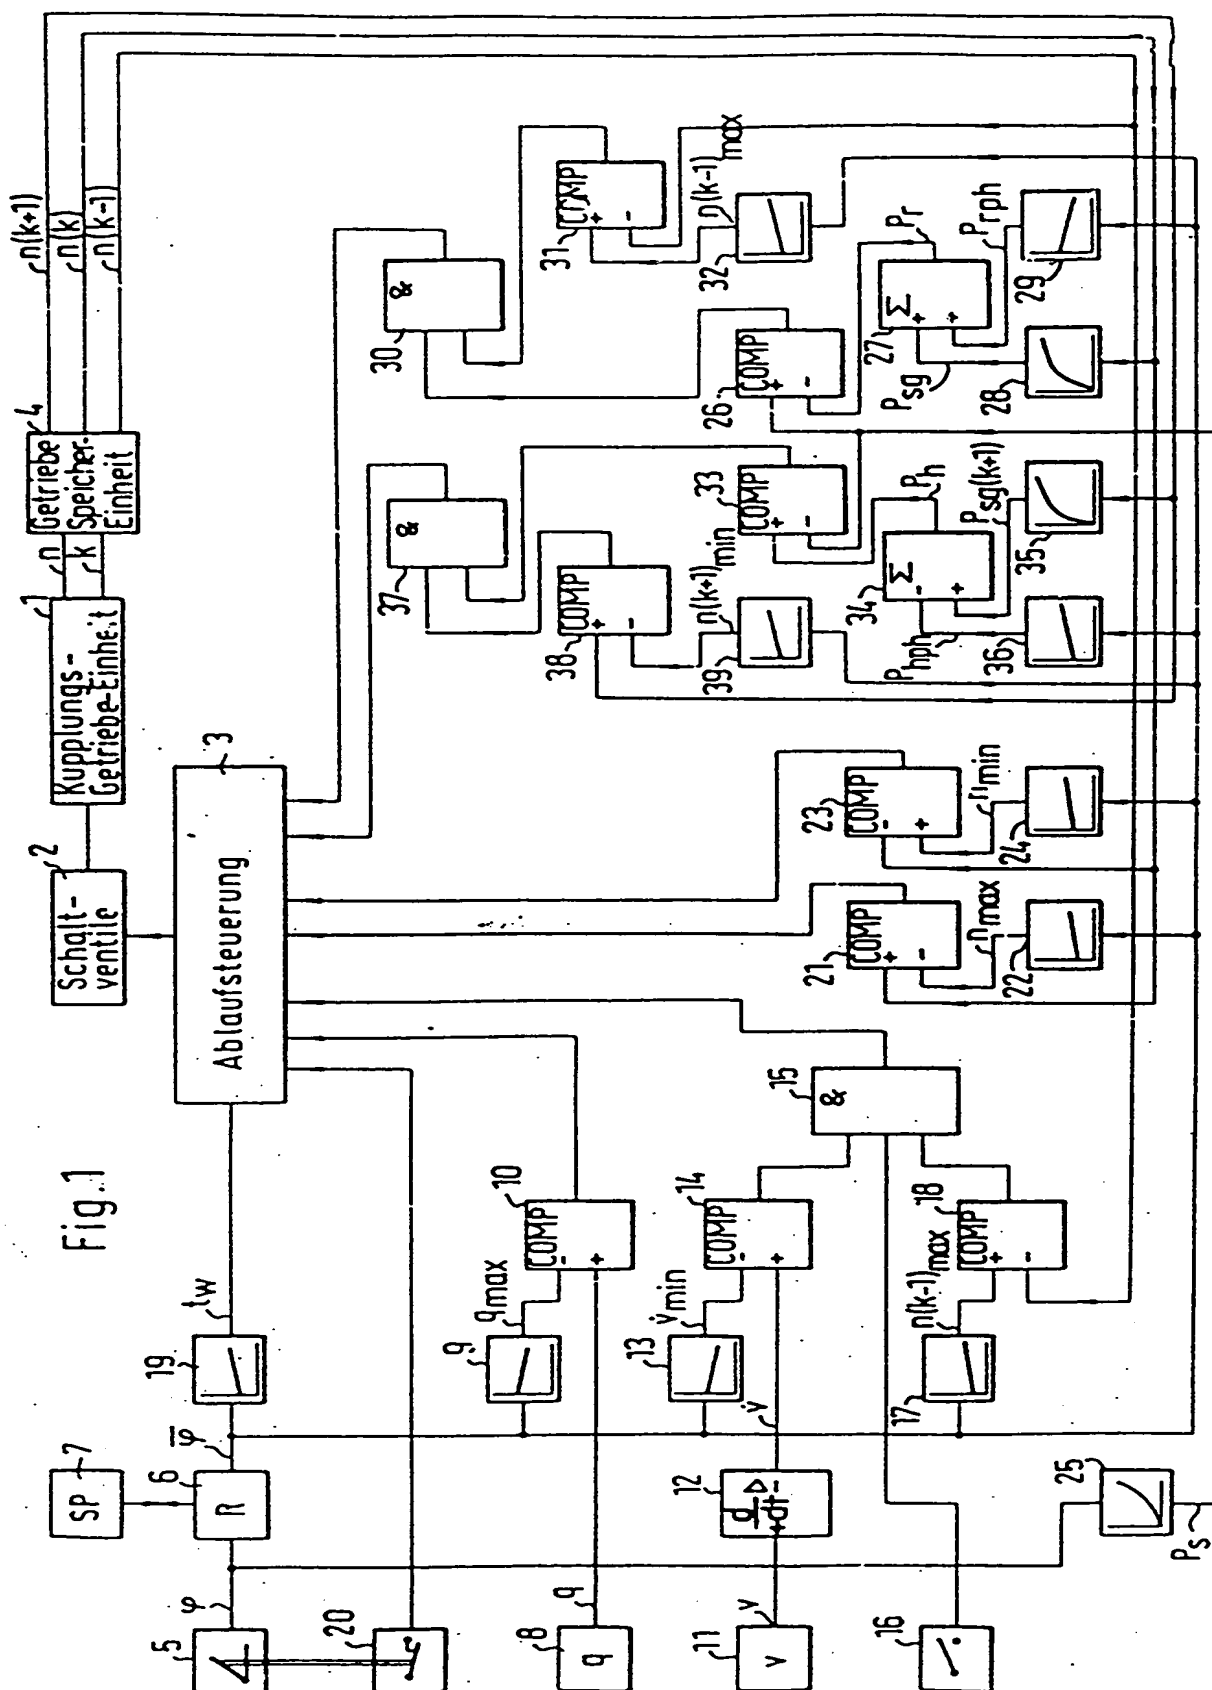 Fig.1
5
φ
SP
7
6
R
φ̅
19
tw
Ablaufsteuerung
3
Schalt-
ventile
2
Kupplungs-
Getriebe-Einheit
1
n
k
Getriebe
Speicher-
Einheit
4
n(k+1)
n(k)
n(k-1)
20
8
q
q
9
qmax
COMP
-
+
10
11
v
v
12
d
dt
+
-
v̇
13
v̇min
COMP
-
+
14
&
15
16
17
n(k-1)max
COMP
+
-
18
25
Ps
COMP
+
-
21
nmax
22
COMP
-
+
23
nmin
24
&
37
COMP
+
-
38
n(k+1)min
39
COMP
+
-
33
Ph
Σ
-
+
34
Phph
36
Psg(k+1)
35
&
30
COMP
+
-
31
n(k-1)max
32
COMP
+
-
26
Pr
Σ
+
+
27
Psg
28
Prph
29